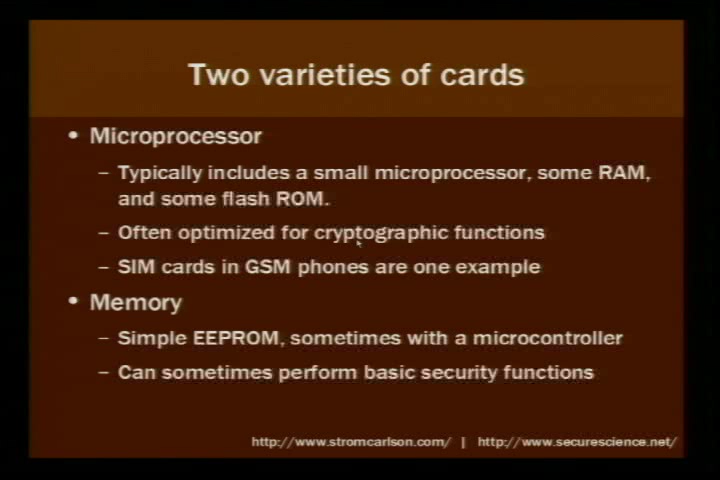 Two varieties of cards
• Microprocessor
– Typically includes a small microprocessor, some RAM,
and some flash ROM.
– Often optimized for cryptographic functions
– SIM cards in GSM phones are one example
• Memory
– Simple EEPROM, sometimes with a microcontroller
– Can sometimes perform basic security functions
http://www.stromcarlson.com/ | http://www.securescience.net/